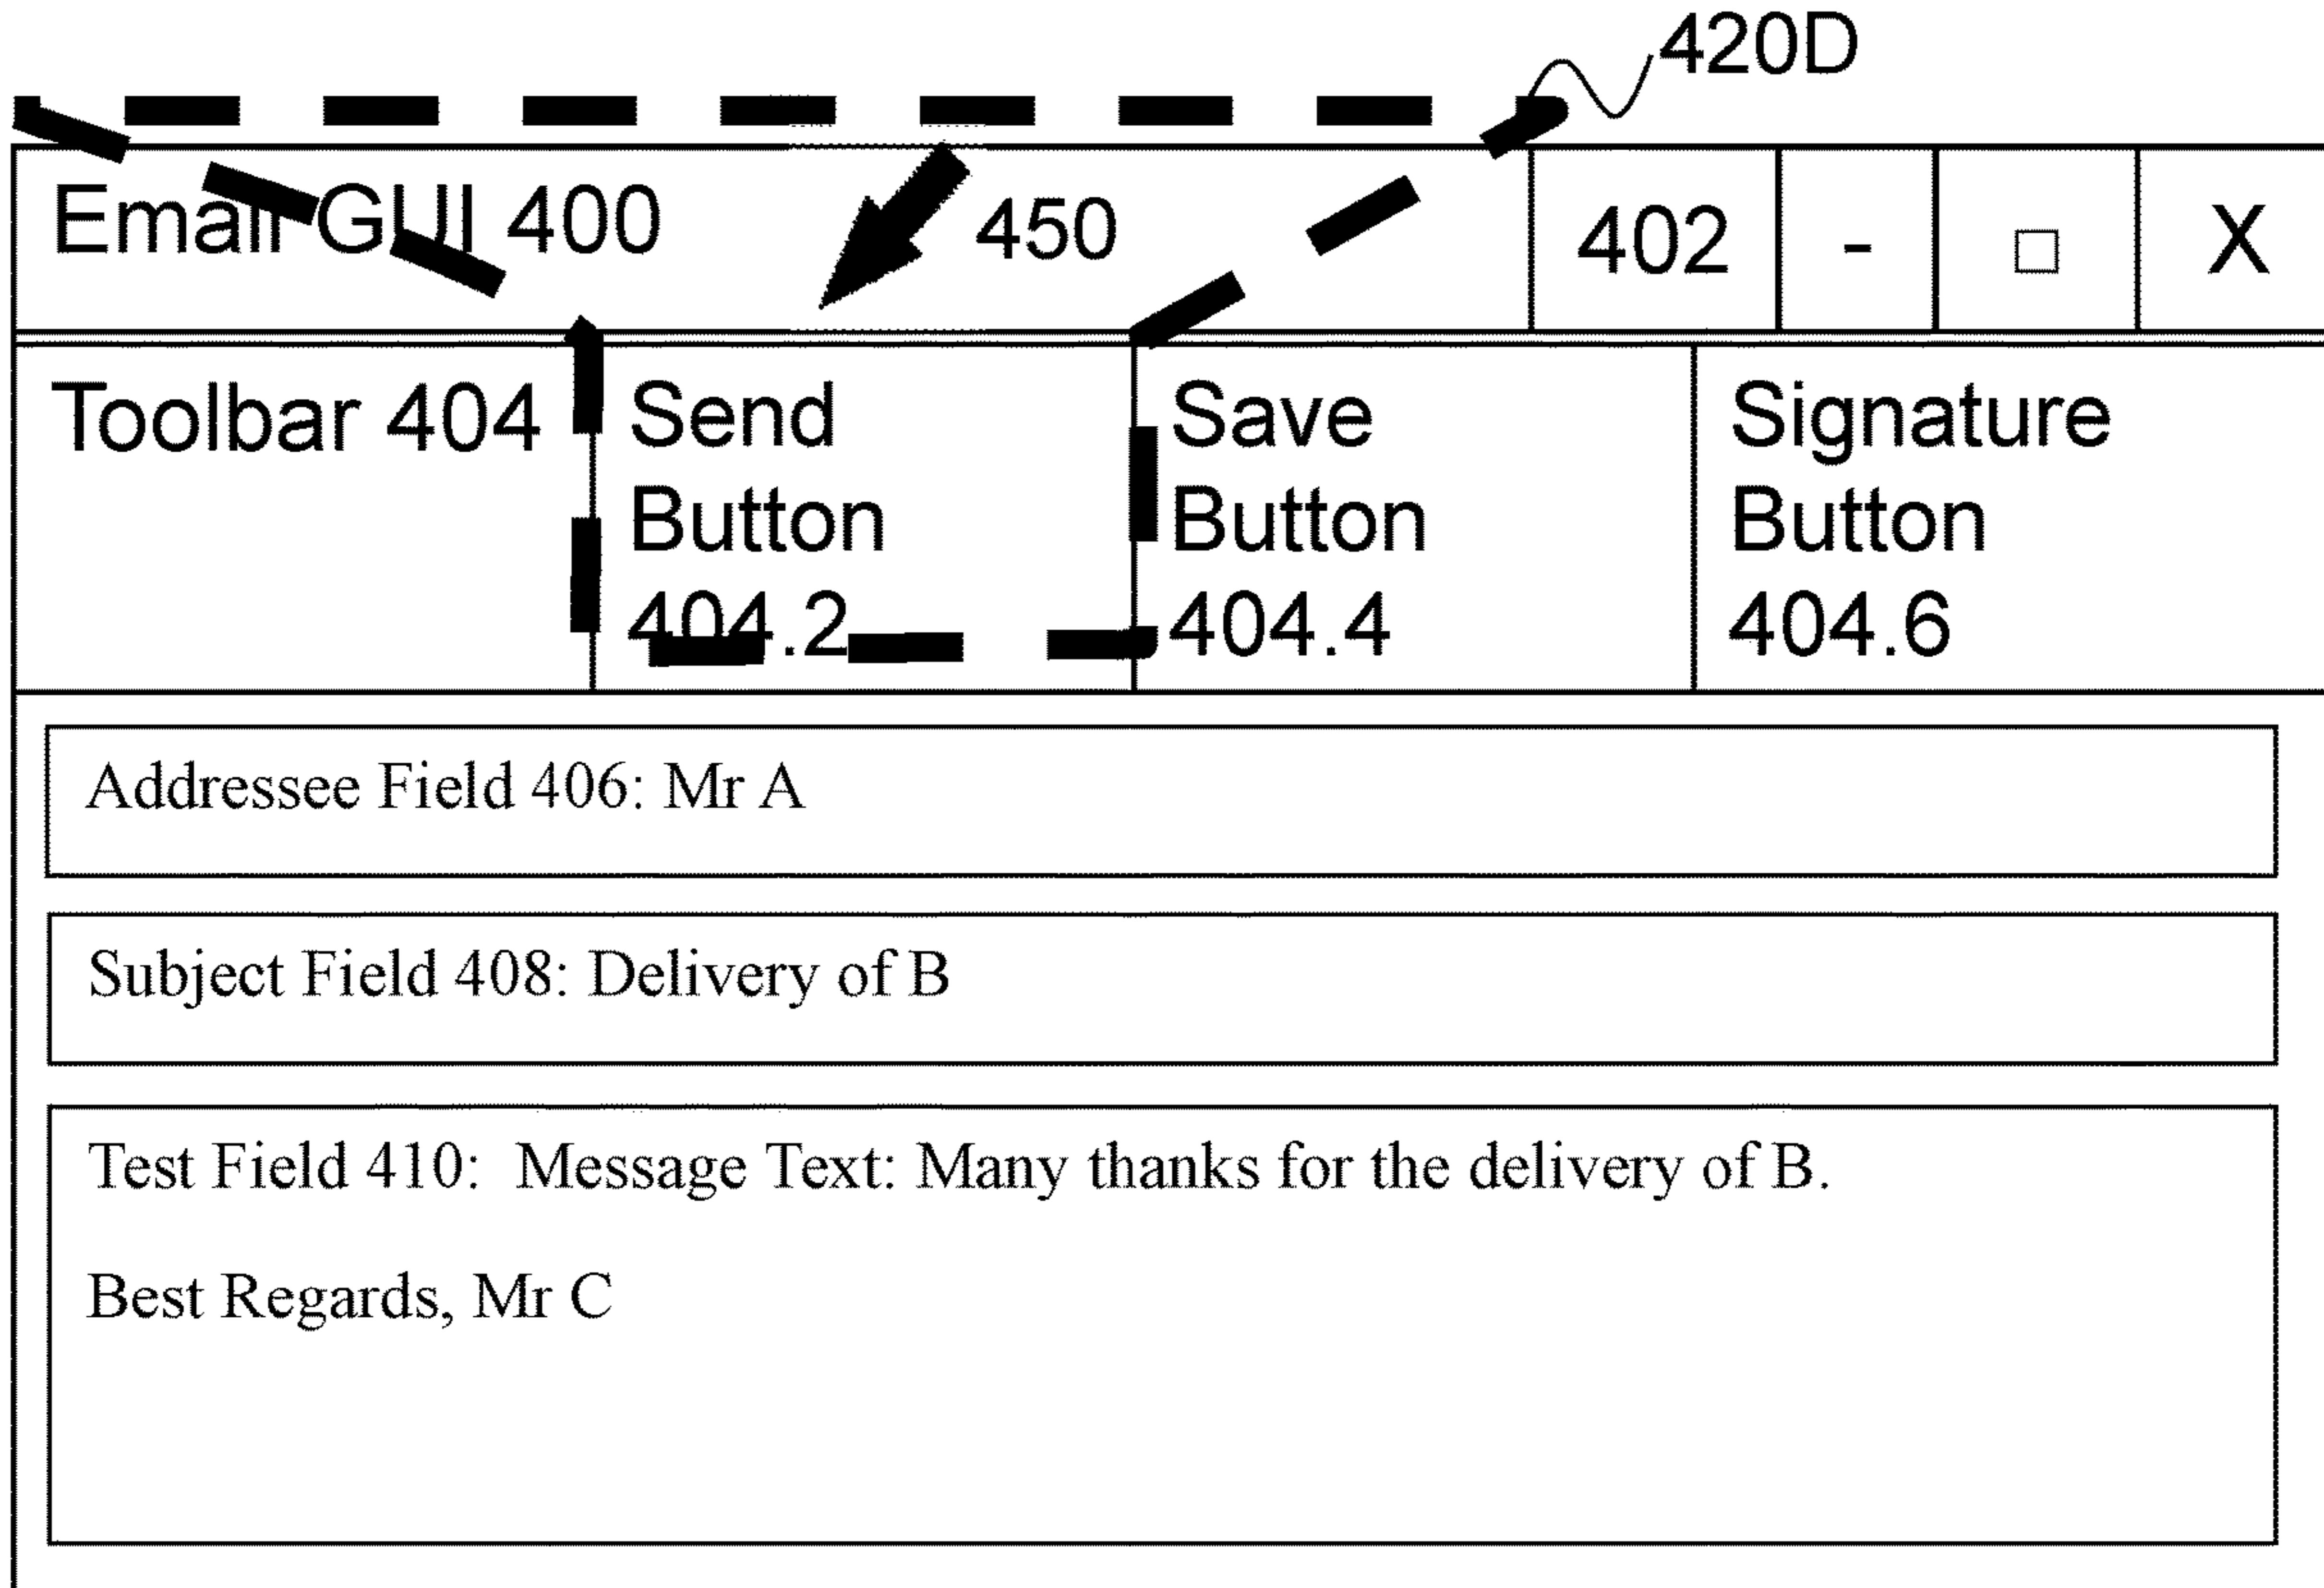 420D
Email GUI 400
450
402
-
□
X
Toolbar 404
Send
Button
404.2
Save
Button
404.4
Signature
Button
404.6
Addressee Field 406: Mr A
Subject Field 408: Delivery of B
Test Field 410:  Message Text: Many thanks for the delivery of B.
Best Regards, Mr C